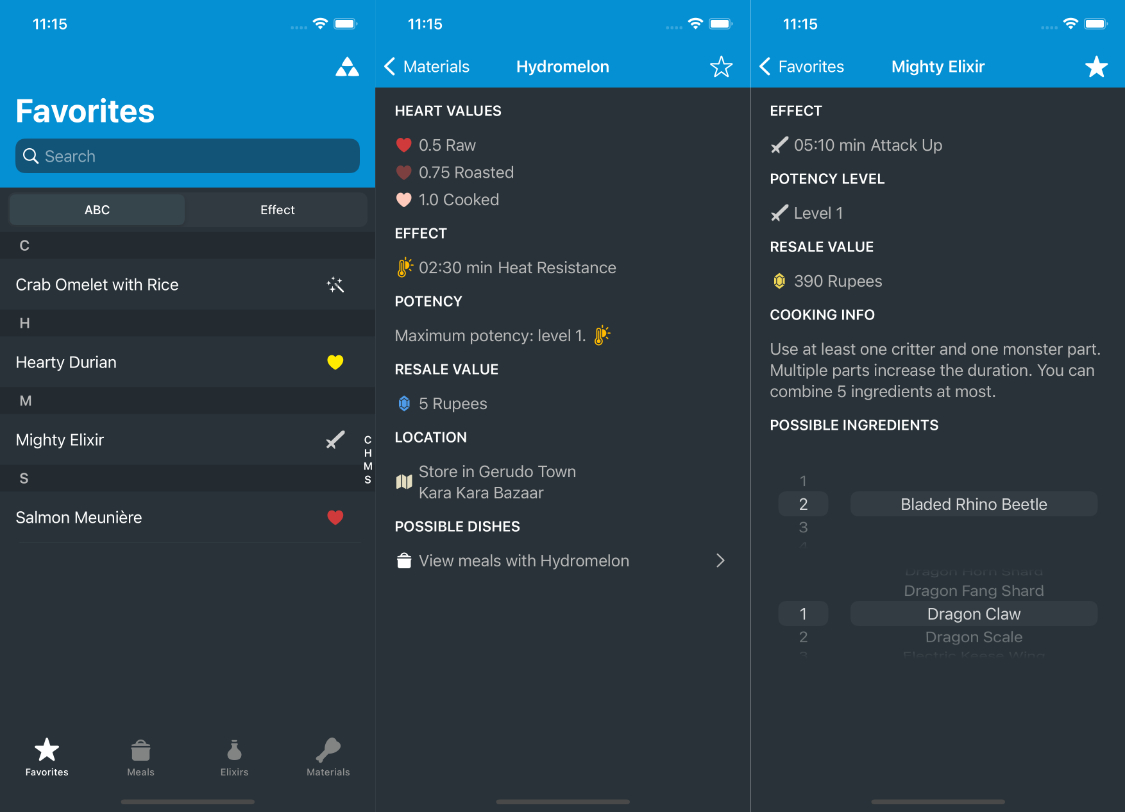 11:15
Favorites
Search
ABC
Effect
C
Crab Omelet with Rice
H
Hearty Durian
M
Mighty Elixir
S
Salmon Meunière
C
H
M
S
Favorites
Meals
Elixirs
Materials
11:15
Materials
Hydromelon
HEART VALUES
0.5 Raw
0.75 Roasted
1.0 Cooked
EFFECT
02:30 min Heat Resistance
POTENCY
Maximum potency: level 1.
RESALE VALUE
5 Rupees
LOCATION
Store in Gerudo Town
Kara Kara Bazaar
POSSIBLE DISHES
View meals with Hydromelon
11:15
Favorites
Mighty Elixir
EFFECT
05:10 min Attack Up
POTENCY LEVEL
Level 1
RESALE VALUE
390 Rupees
COOKING INFO
Use at least one critter and one monster part.
Multiple parts increase the duration. You can
combine 5 ingredients at most.
POSSIBLE INGREDIENTS
1
2 Bladed Rhino Beetle
3
Dragon Horn Shard
Dragon Fang Shard
1 Dragon Claw
2 Dragon Scale
3 Electric Keese Wing